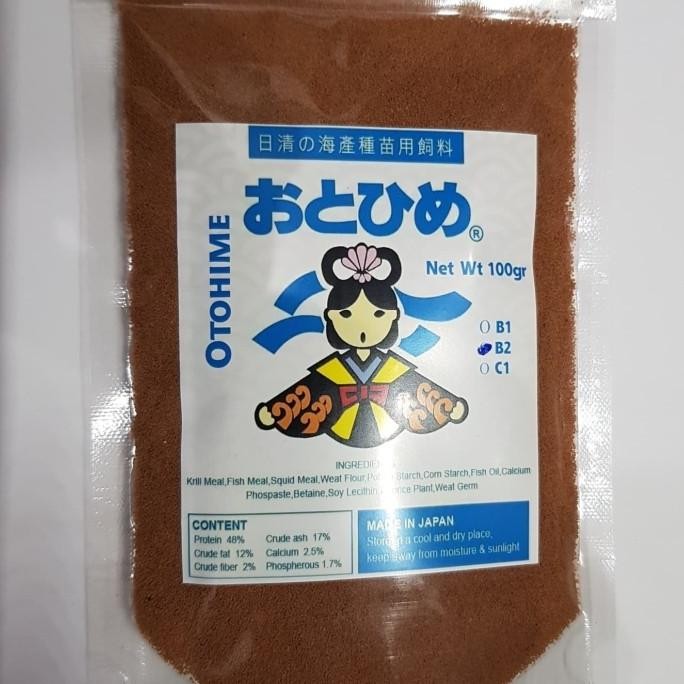 日清の海產種苗用飼料
おとひめ®
OTOHIME
Net Wt 100gr
B1
B2
C1
INGREDIEN
Krill Meal,Fish Meal,Squid Meal,Weat Flour, Starch,Corn Starch,Fish Oil,Calcium
Phospaste,Betaine,Soy Lecithin, Plant,Weat Germ
CONTENT
Protein 48% Crude ash 17%
Crude fat 12% Calcium 2.5%
Crude fiber 2% Phospherous 1.7%
MADE IN JAPAN
Store in a cool and dry place,
keep away from moisture & sunlight